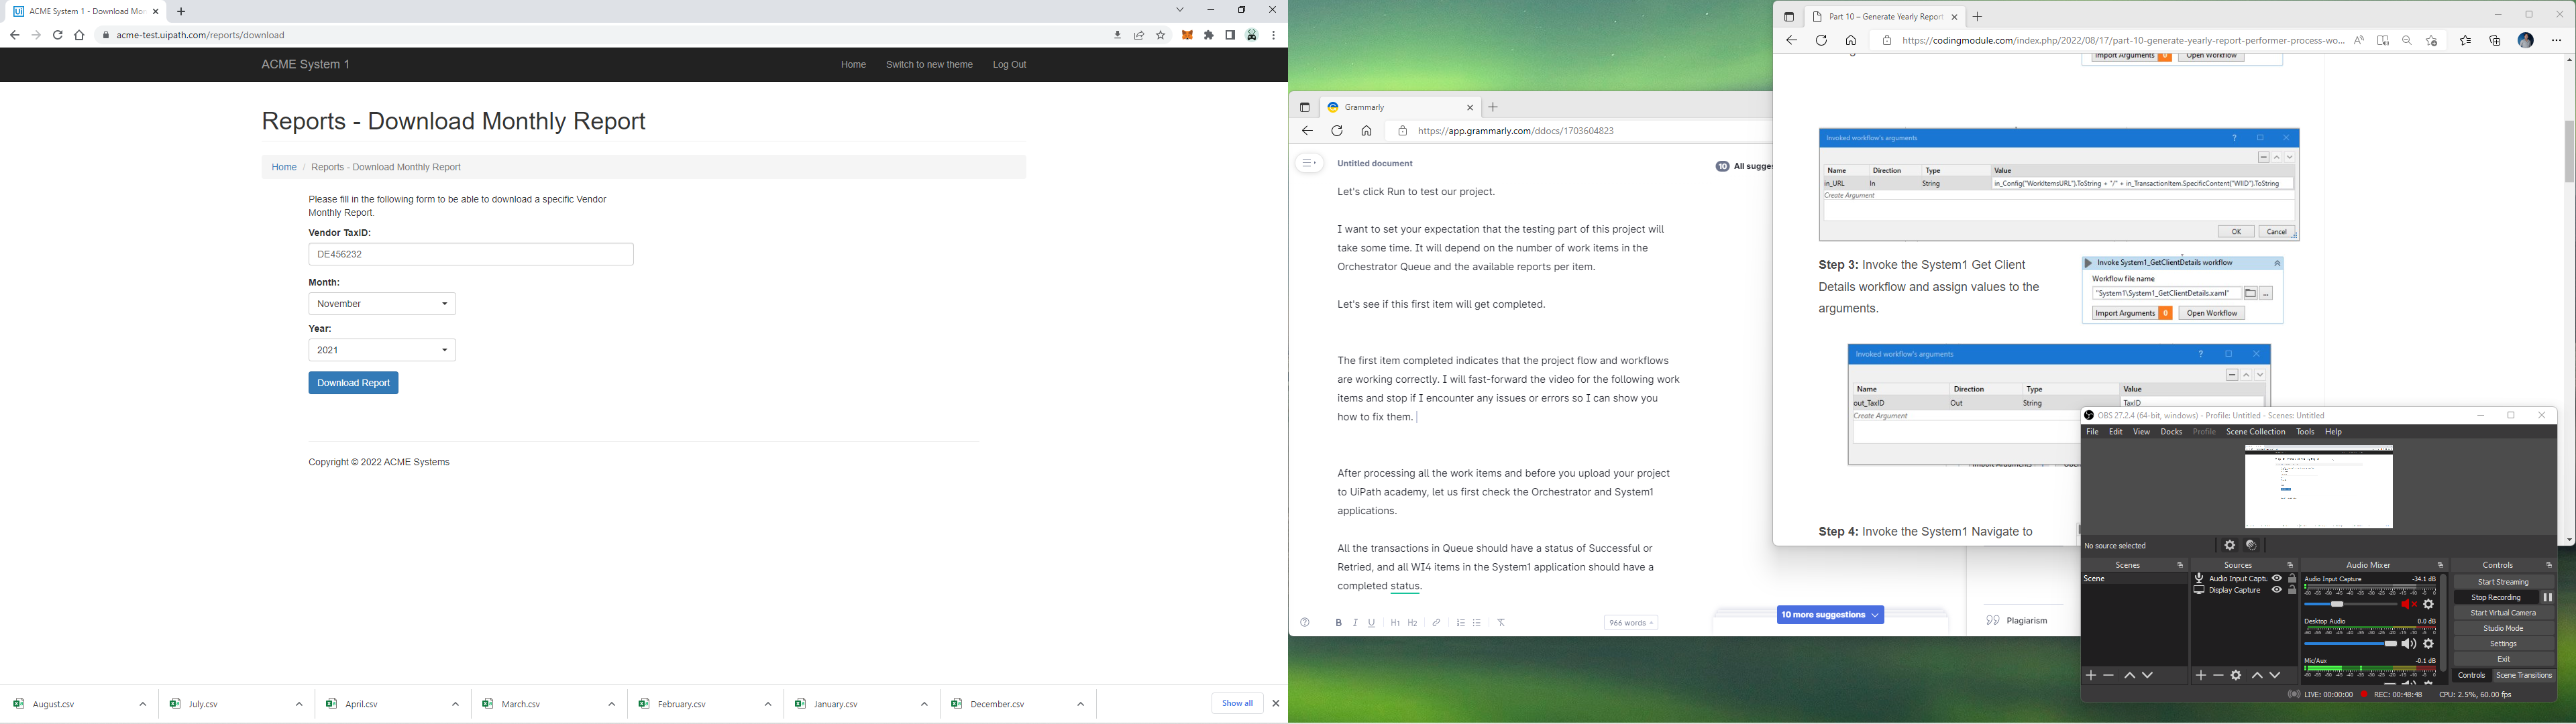 ACME System 1 - Download Mo
acme-test.uipath.com/reports/download
ACME System 1
Home
Switch to new theme
Log Out
Reports - Download Monthly Report
Home / Reports - Download Monthly Report
Please fill in the following form to be able to download a specific Vendor
Monthly Report.
Vendor TaxID:
DE456232
Month:
November
Year:
2021
Download Report
Copyright © 2022 ACME Systems
August.csv
July.csv
April.csv
March.csv
February.csv
January.csv
December.csv
Show all
Grammarly
https://app.grammarly.com/ddocs/1703604823
Untitled document
10 All sugges
Let's click Run to test our project.
I want to set your expectation that the testing part of this project will
take some time. It will depend on the number of work items in the
Orchestrator Queue and the available reports per item.
Let's see if this first item will get completed.
The first item completed indicates that the project flow and workflows
are working correctly. I will fast-forward the video for the following work
items and stop if I encounter any issues or errors so I can show you
how to fix them.
After processing all the work items and before you upload your project
to UiPath academy, let us first check the Orchestrator and System1
applications.
All the transactions in Queue should have a status of Successful or
Retried, and all WI4 items in the System1 application should have a
completed status.
B I U H1 H2
966 words
10 more suggestions
Plagiarism
Part 10 – Generate Yearly Report
https://codingmodule.com/index.php/2022/08/17/part-10-generate-yearly-report-performer-process-wo...
Import Arguments 0 Open Workflow
Invoked workflow's arguments
Name Direction Type Value
in_URL In String in_Config("WorkItemsURL").ToString + "/" + in_TransactionItem.SpecificContent("WIID").ToString
Create Argument
OK Cancel
Step 3: Invoke the System1 Get Client
Details workflow and assign values to the
arguments.
Invoke System1_GetClientDetails workflow
Workflow file name
"System1\System1_GetClientDetails.xaml"
Import Arguments 0 Open Workflow
Invoked workflow's arguments
Name Direction Type Value
out_TaxID Out String TaxID
Create Argument
Step 4: Invoke the System1 Navigate to
OBS 27.2.4 (64-bit, windows) - Profile: Untitled - Scenes: Untitled
File Edit View Docks Profile Scene Collection Tools Help
No source selected
Scenes
Scene
Sources
Audio Input Captu
Display Capture
Audio Mixer
Audio Input Capture -34.1 dB
Desktop Audio 0.0 dB
Mic/Aux -0.1 dB
Controls
Start Streaming
Stop Recording
Start Virtual Camera
Studio Mode
Settings
Exit
Controls Scene Transitions
LIVE: 00:00:00 REC: 00:48:48 CPU: 2.5%, 60.00 fps